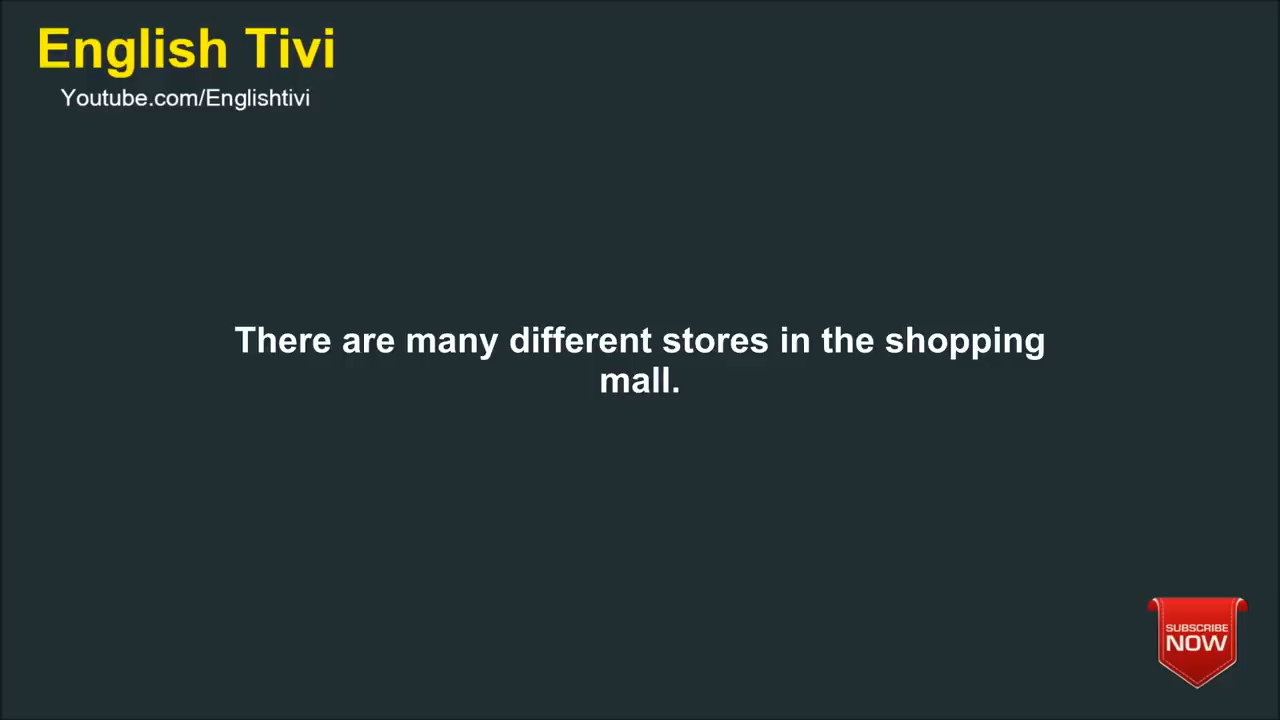 English Tivi
Youtube.com/Englishtivi
There are many different stores in the shopping
mall.
SUBSCRIBE
NOW